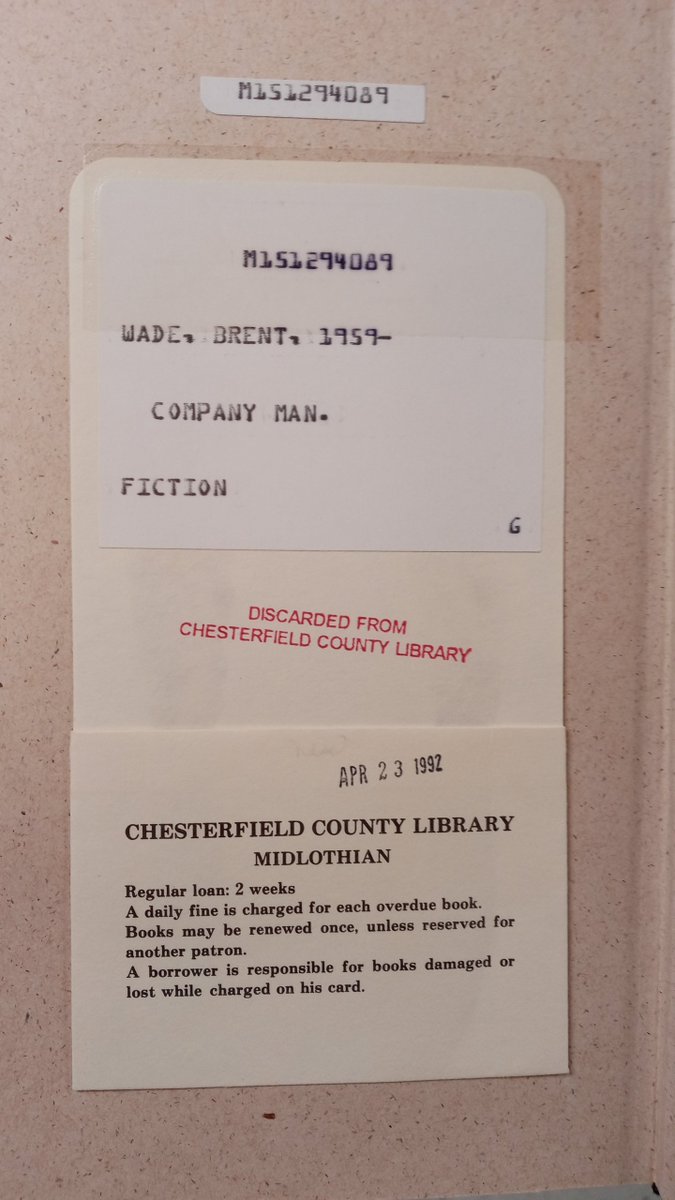 M151294089
M151294089
WADE, BRENT, 1959-
COMPANY MAN.
FICTION
G
DISCARDED FROM
CHESTERFIELD COUNTY LIBRARY
APR 23 1992
CHESTERFIELD COUNTY LIBRARY
MIDLOTHIAN
Regular loan: 2 weeks
A daily fine is charged for each overdue book.
Books may be renewed once, unless reserved for
another patron.
A borrower is responsible for books damaged or
lost while charged on his card.